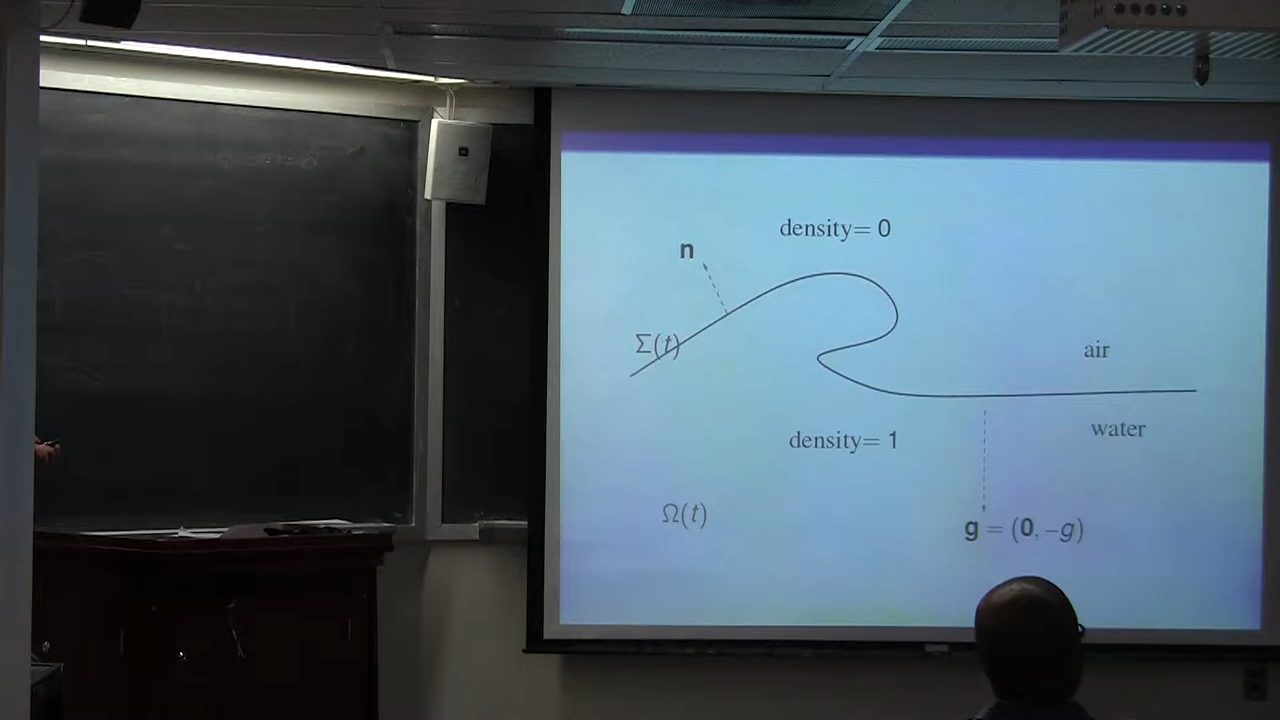 density= 0
n
Σ(t)
air
water
density= 1
Ω(t)
g = (0, −g)